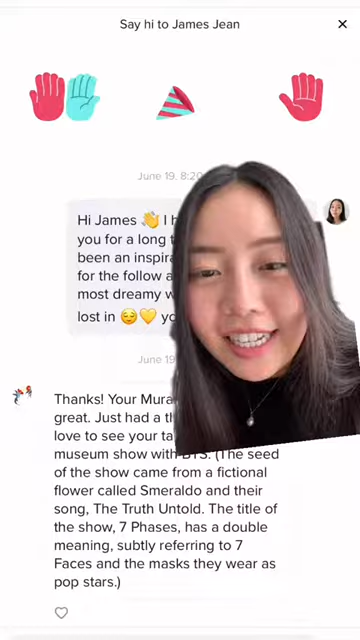 Say hi to James Jean
June 19. 8:20
Hi James 👋 I h
you for a long t
been an inspira
for the follow a
most dreamy w
lost in 😌💛 yo
June 19
Thanks! Your Mura
great. Just had a th
love to see your ta
museum show with BTS. (The seed
of the show came from a fictional
flower called Smeraldo and their
song, The Truth Untold. The title of
the show, 7 Phases, has a double
meaning, subtly referring to 7
Faces and the masks they wear as
pop stars.)